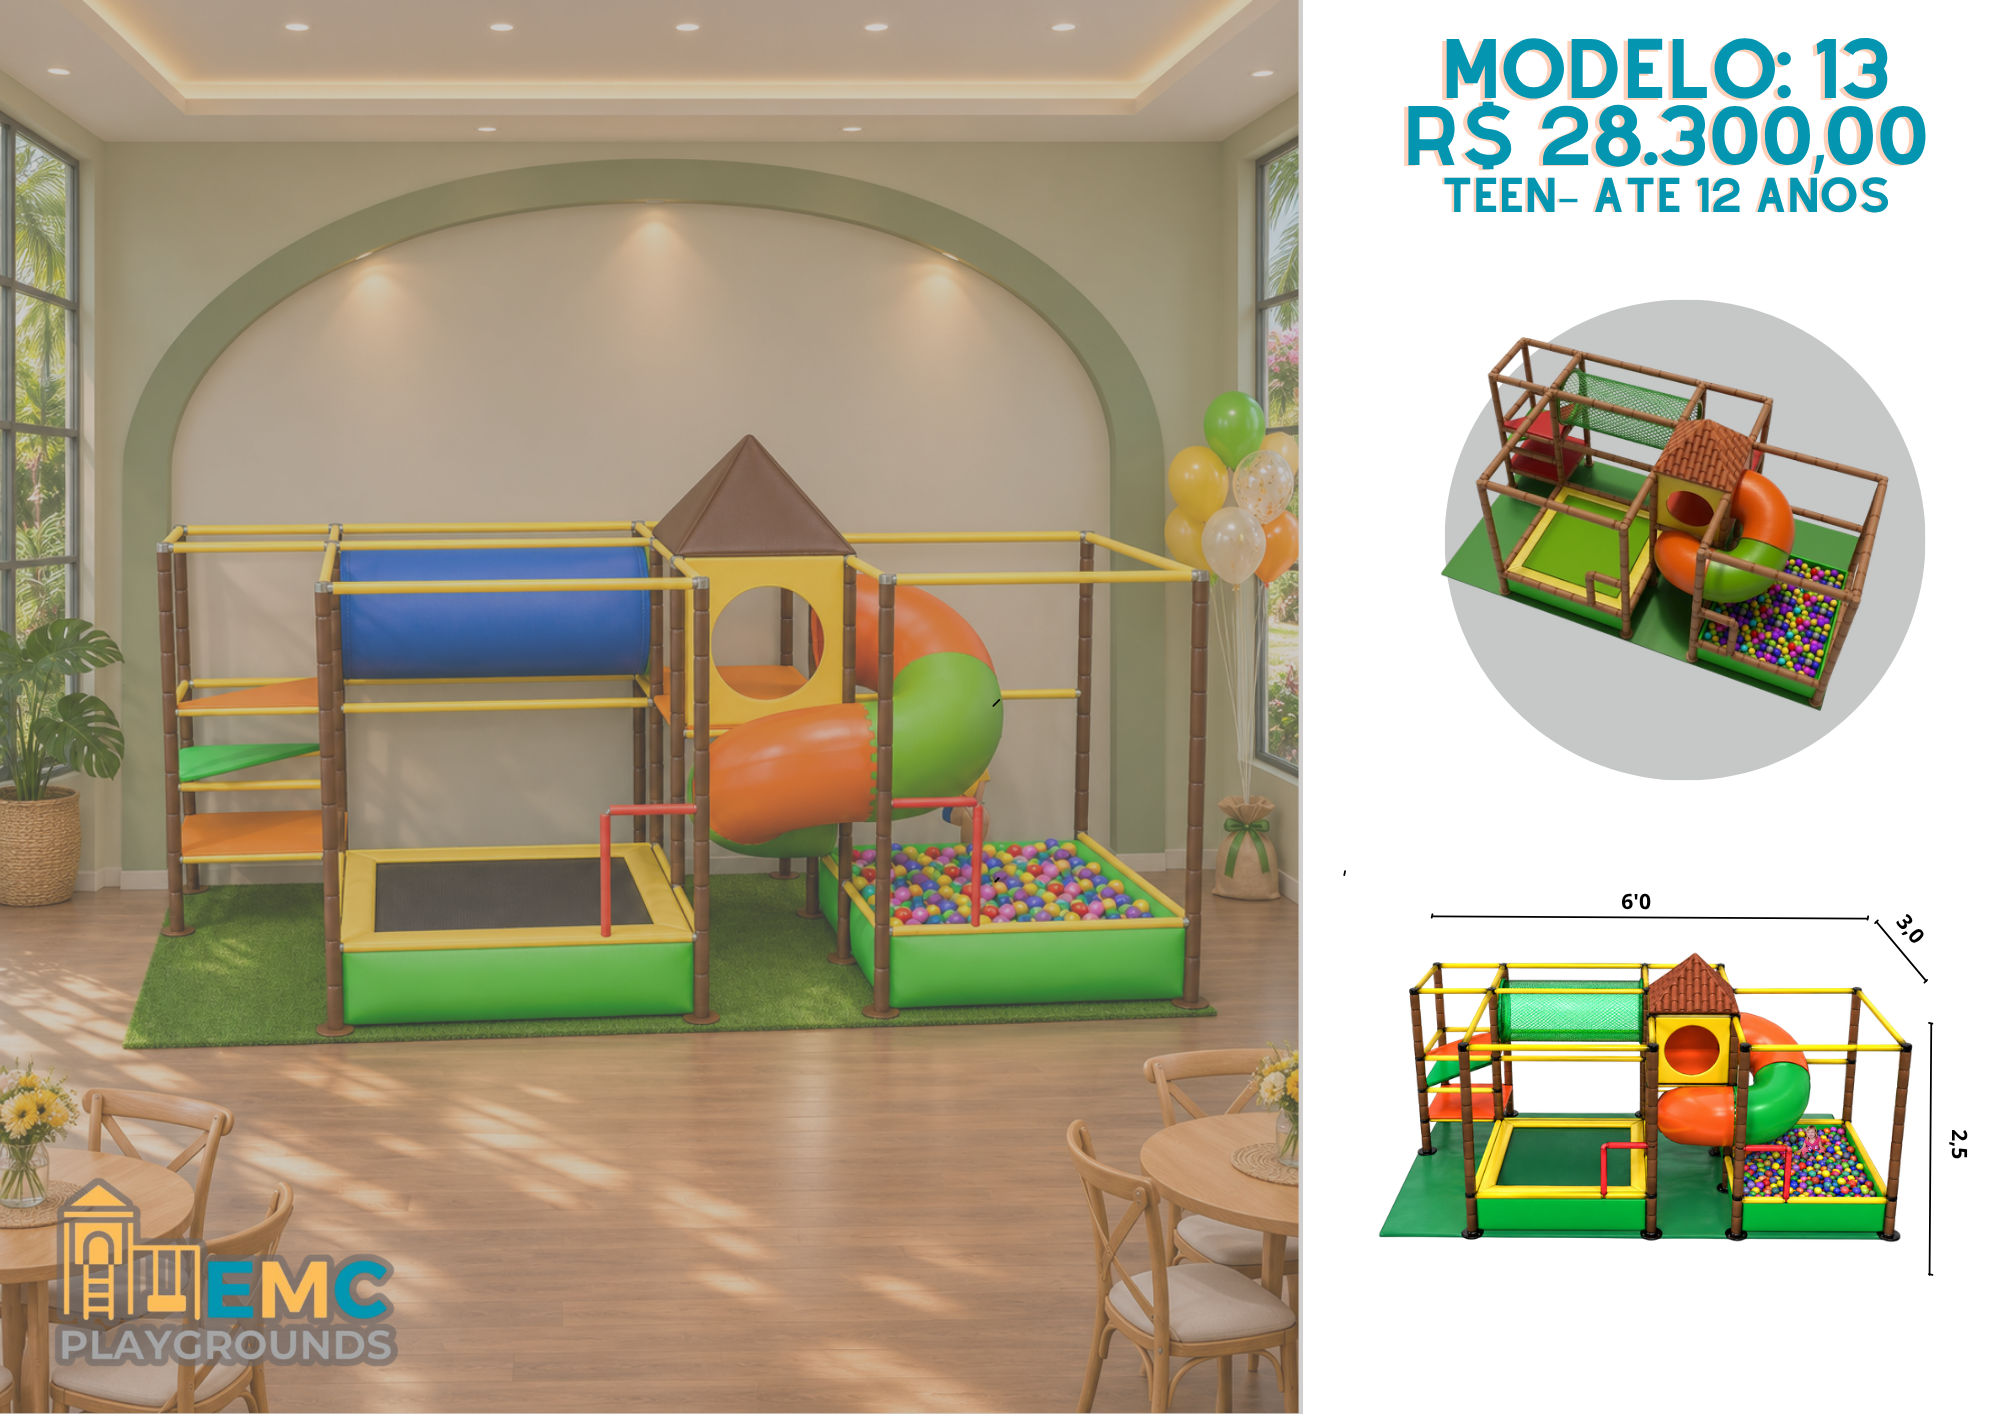 MODELO: 13
R$ 28.300,00
TEEN- ATE 12 ANOS
6'0
3,0
2,5
EMC
PLAYGROUNDS